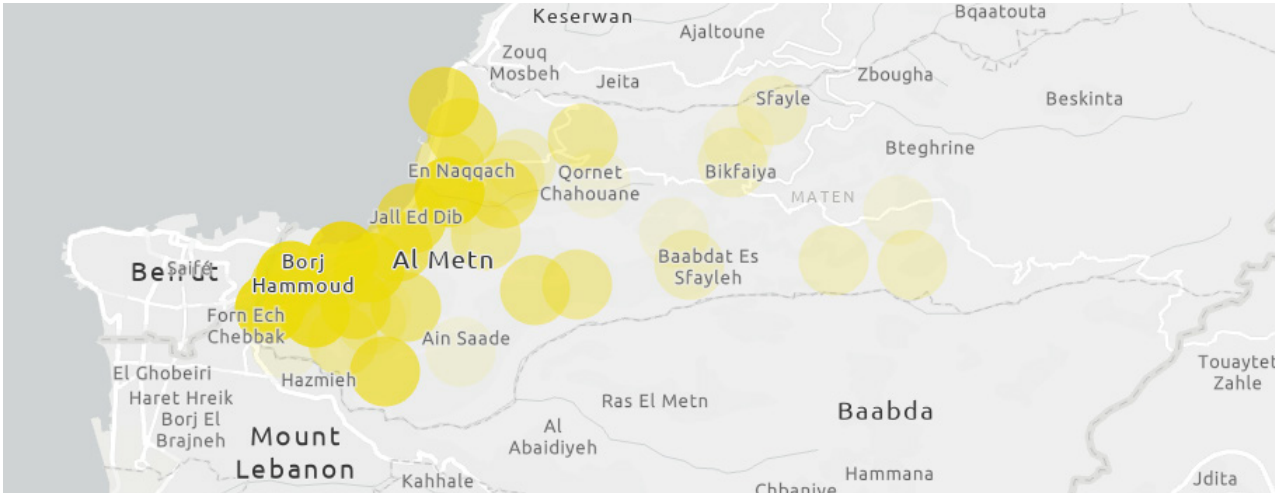 Keserwan
Bqaatouta
Ajaltoune
Zouq
Mosbeh
Jeita
Zbougha
Sfayle
Beskinta
Bteghrine
En Naqqach
Qornet
Chahouane
Bikfaiya
MATEN
Jall Ed Dib
Beirut
Saifé
Borj
Hammoud
Al Metn
Baabdat Es
Sfayleh
Forn Ech
Chebbak
Ain Saade
El Ghobeiri
Hazmieh
Touaytet
Zahle
Haret Hreik
Borj El
Brajneh
Ras El Metn
Baabda
Mount
Lebanon
Al
Abaidiyeh
Kahhale
Hammana
Chbaniye
Jdita